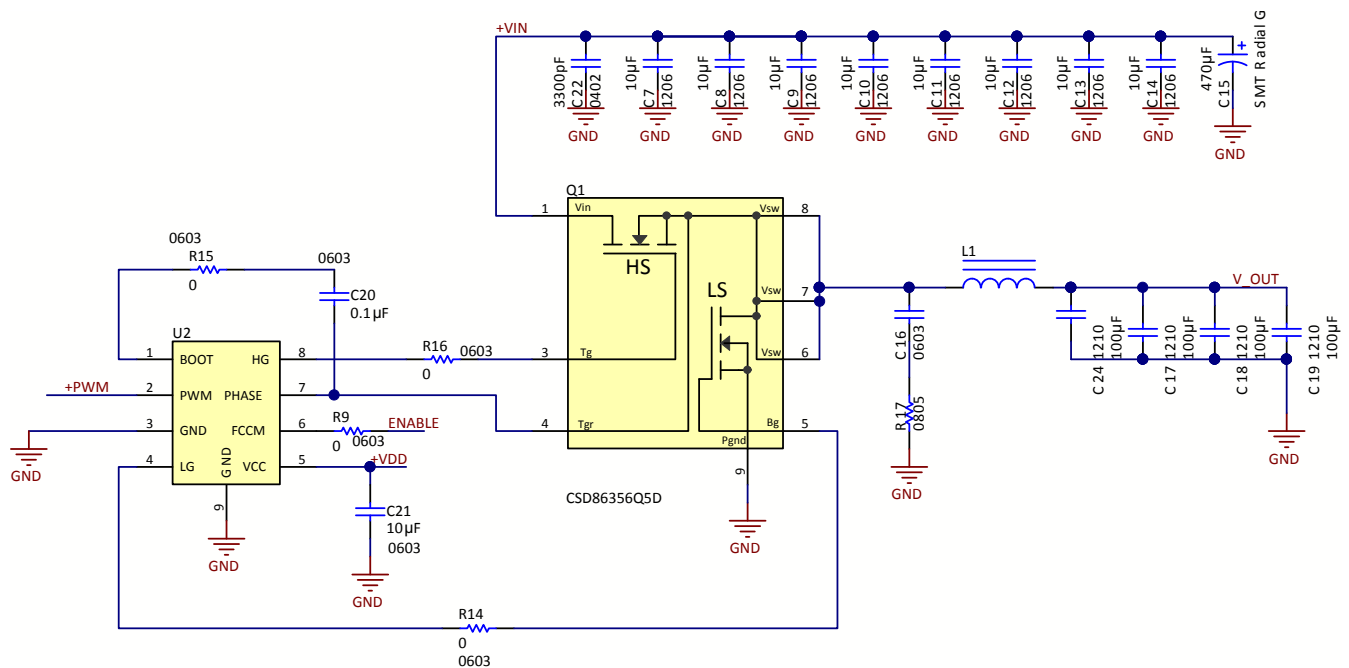 +VIN
3300pF
C22
0402
GND
10µF
C7
1206
GND
10µF
C8
1206
GND
10µF
C9
1206
GND
10µF
C10
1206
GND
10µF
C11
1206
GND
10µF
C12
1206
GND
10µF
C13
1206
GND
10µF
C14
1206
GND
470µF
C15
+
SMT Radial G
GND
Q1
1
Vin
Vsw
8
HS
LS
Vsw
7
3
Tg
Vsw
6
4
Tgr
Bg
5
Pgnd
9
CSD86356Q5D
GND
0603
R15
0
0603
C20
0.1µF
U2
1
BOOT
HG
8
R16
0603
0
+PWM
2
PWM
PHASE
7
3
GND
FCCM
6
R9
ENABLE
0
0603
GND
4
LG
VCC
5
+VDD
GND
9
GND
C21
10µF
0603
GND
R14
0
0603
C16
0603
R17
0805
GND
L1
V_OUT
C24
1210
100µF
C17
1210
100µF
C18
1210
100µF
C19
1210
100µF
GND